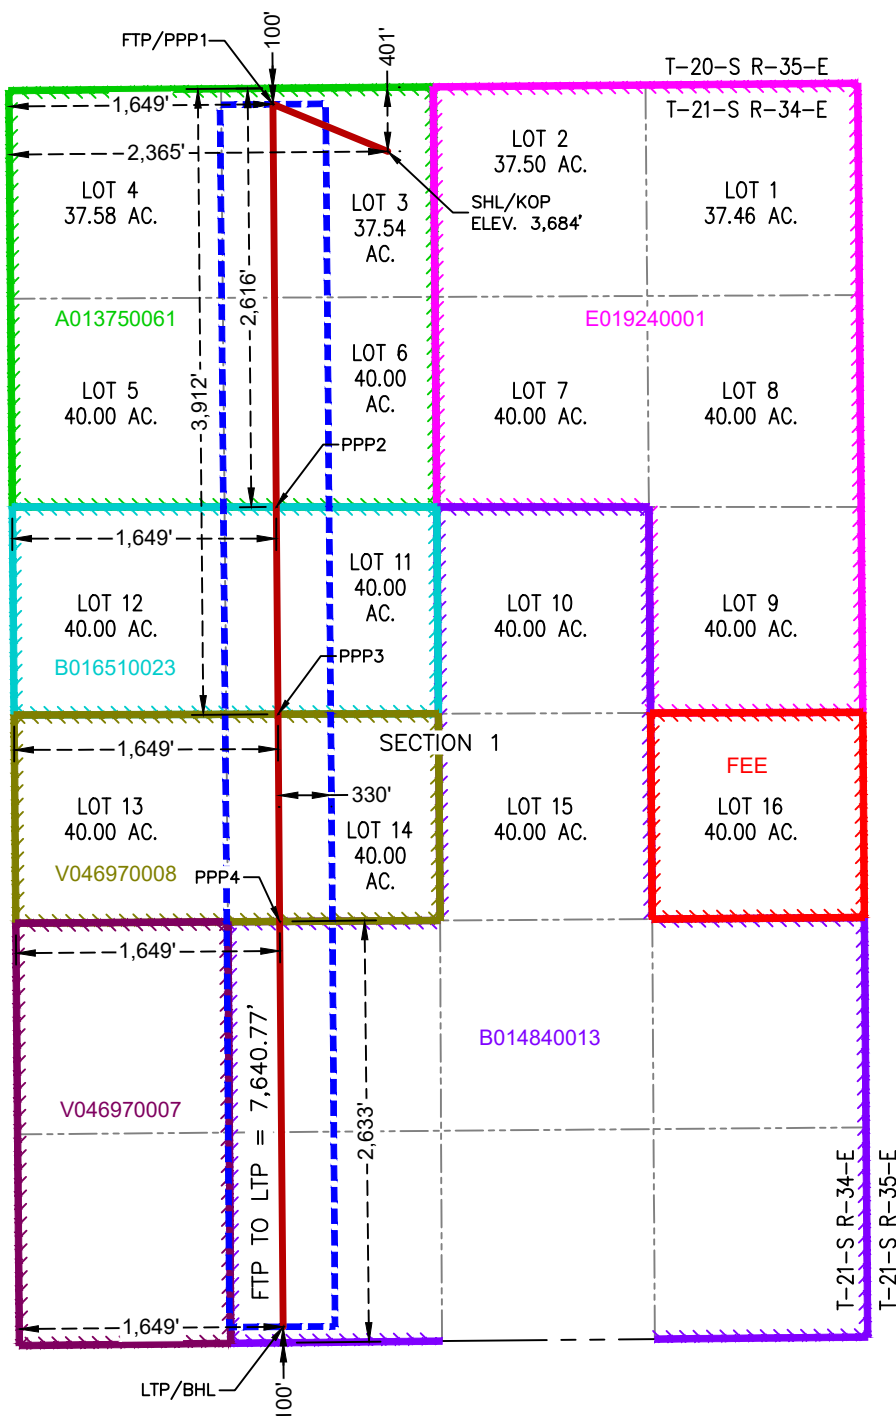 FTP/PPP1
100'
401'
T-20-S R-35-E
T-21-S R-34-E
1,649'
2,365'
LOT 2
37.50 AC.
LOT 4
37.58 AC.
LOT 3
37.54
AC.
LOT 1
37.46 AC.
SHL/KOP
ELEV. 3,684'
2,616'
A013750061
E019240001
3,912'
LOT 5
40.00 AC.
LOT 6
40.00
AC.
LOT 7
40.00 AC.
LOT 8
40.00 AC.
PPP2
1,649'
LOT 12
40.00 AC.
LOT 11
40.00
AC.
LOT 10
40.00 AC.
LOT 9
40.00 AC.
B016510023
PPP3
1,649'
SECTION 1
FEE
330'
LOT 13
40.00 AC.
LOT 14
40.00
AC.
LOT 15
40.00 AC.
LOT 16
40.00 AC.
V046970008
PPP4
1,649'
B014840013
V046970007
FTP TO LTP = 7,640.77'
2,633'
T-21-S R-34-E
T-21-S R-35-E
1,649'
LTP/BHL
100'